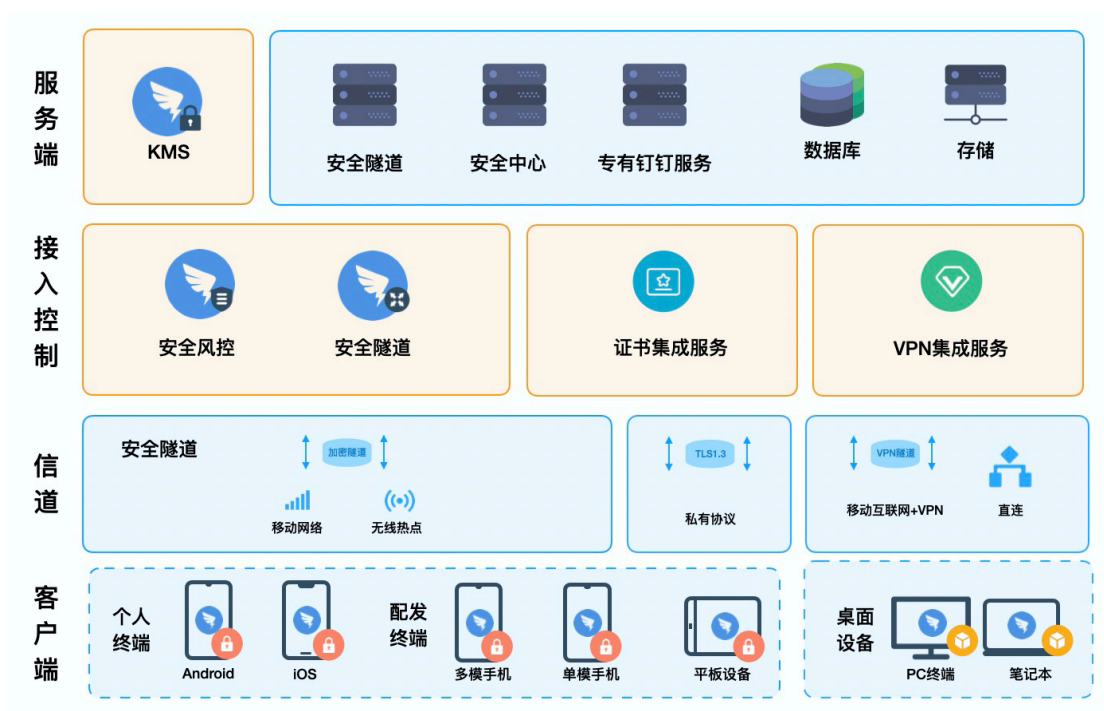 服务端
KMS
安全隧道
安全中心
专有钉钉服务
数据库
存储
接入控制
安全风控
安全隧道
证书集成服务
VPN集成服务
信道
安全隧道
加密隧道
移动网络
无线热点
TLS1.3
私有协议
VPN隧道
移动互联网+VPN
直连
客户端
个人
终端
Android
iOS
配发
终端
多模手机
单模手机
平板设备
桌面
设备
PC终端
笔记本